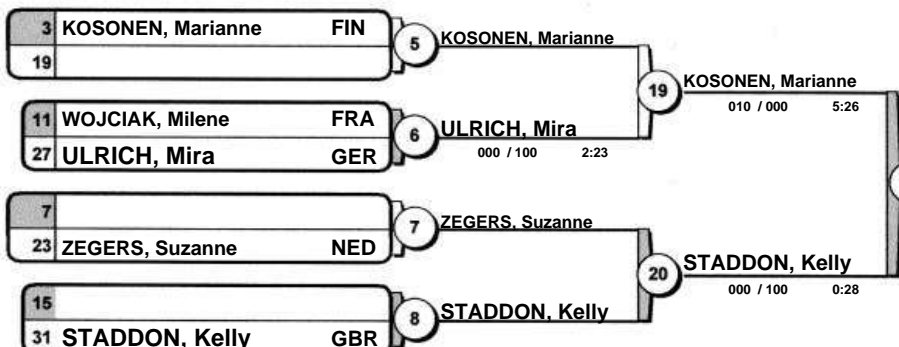 3 KOSONEN, Marianne FIN
19
5 KOSONEN, Marianne
11 WOJCIAK, Milene FRA
27 ULRICH, Mira GER
6 ULRICH, Mira
000 / 100 2:23
19 KOSONEN, Marianne
010 / 000 5:26
7
23 ZEGERS, Suzanne NED
7 ZEGERS, Suzanne
15
31 STADDON, Kelly GBR
8 STADDON, Kelly
20 STADDON, Kelly
000 / 100 0:28